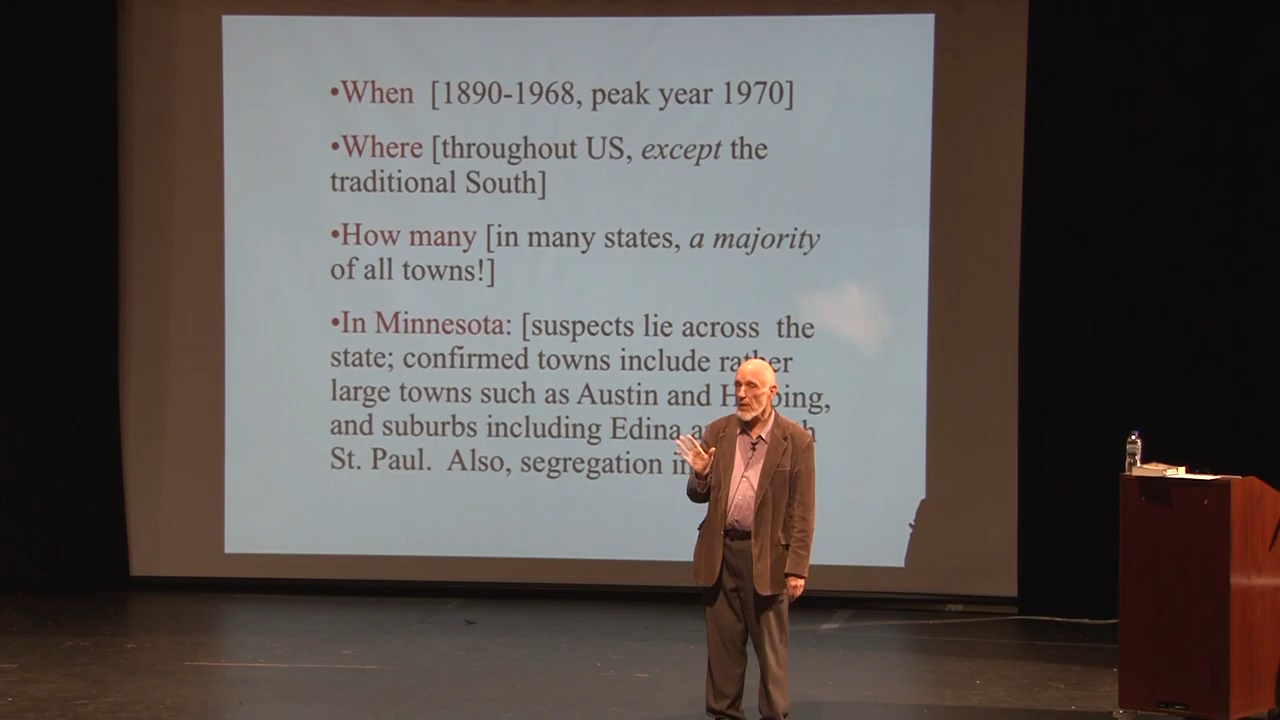 •When [1890-1968, peak year 1970]
•Where [throughout US, except the
traditional South]
•How many [in many states, a majority
of all towns!]
•In Minnesota: [suspects lie across the
state; confirmed towns include rather
large towns such as Austin and
and suburbs including Edina
St. Paul. Also, segregation